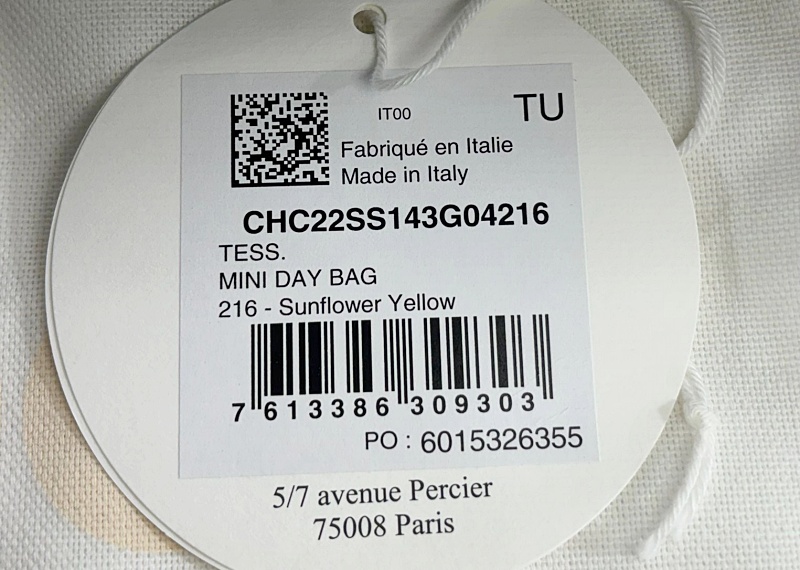 IT00
TU
Fabriqué en Italie
Made in Italy
CHC22SS143G04216
TESS.
MINI DAY BAG
216 - Sunflower Yellow
7 613386 309303
PO : 6015326355
5/7 avenue Percier
75008 Paris